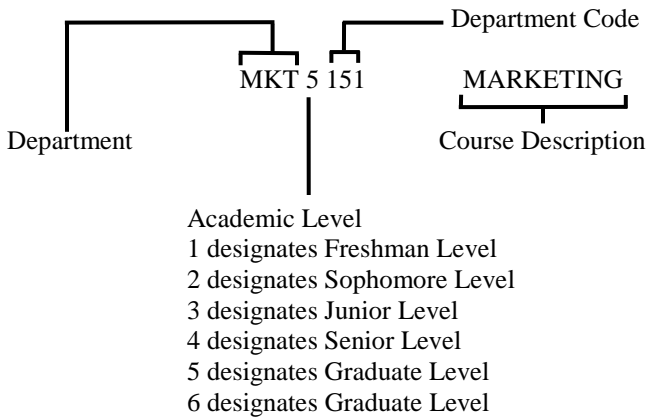 Department Code
MKT 5 151 MARKETING
Department Course Description
Academic Level
1 designates Freshman Level
2 designates Sophomore Level
3 designates Junior Level
4 designates Senior Level
5 designates Graduate Level
6 designates Graduate Level